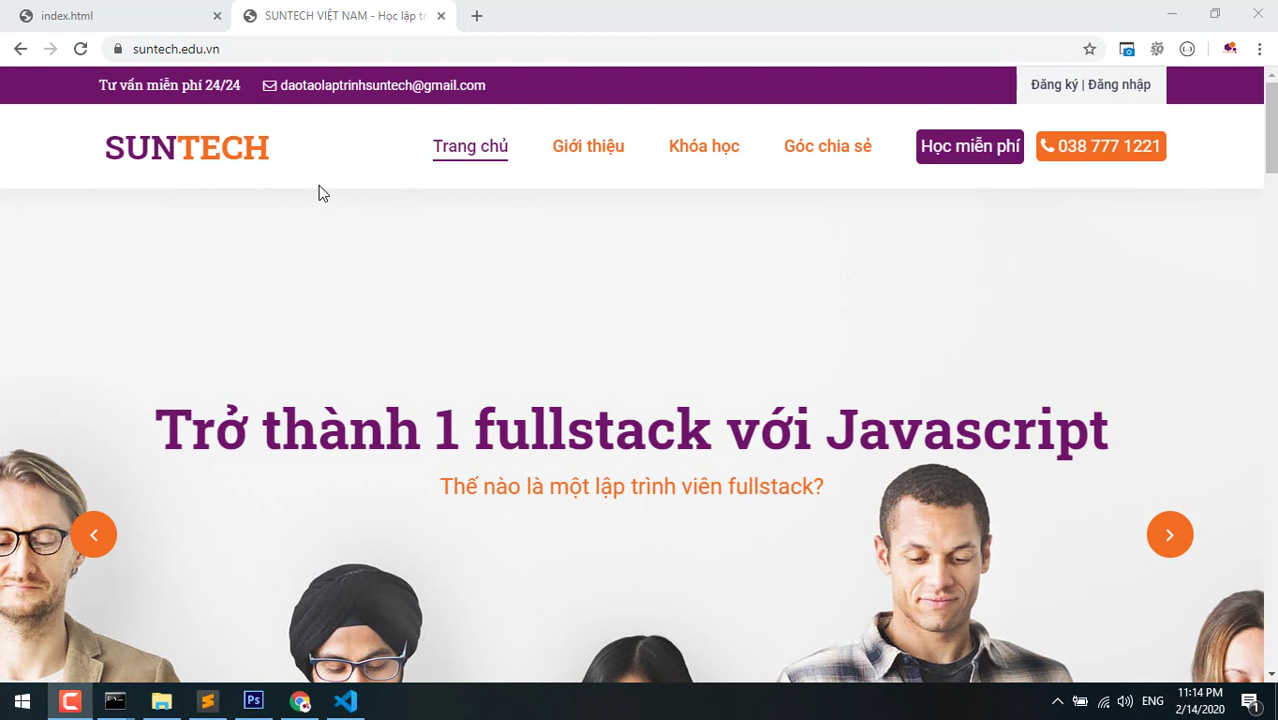 index.html
SUNTECH VIỆT NAM - Học lập tr
suntech.edu.vn
Tư vấn miễn phí 24/24
daotaolaptrinhsuntech@gmail.com
Đăng ký | Đăng nhập
SUNTECH
Trang chủ
Giới thiệu
Khóa học
Góc chia sẻ
Học miễn phí
038 777 1221
Trở thành 1 fullstack với Javascript
Thế nào là một lập trình viên fullstack?
Ps
ENG
11:14 PM
2/14/2020
1